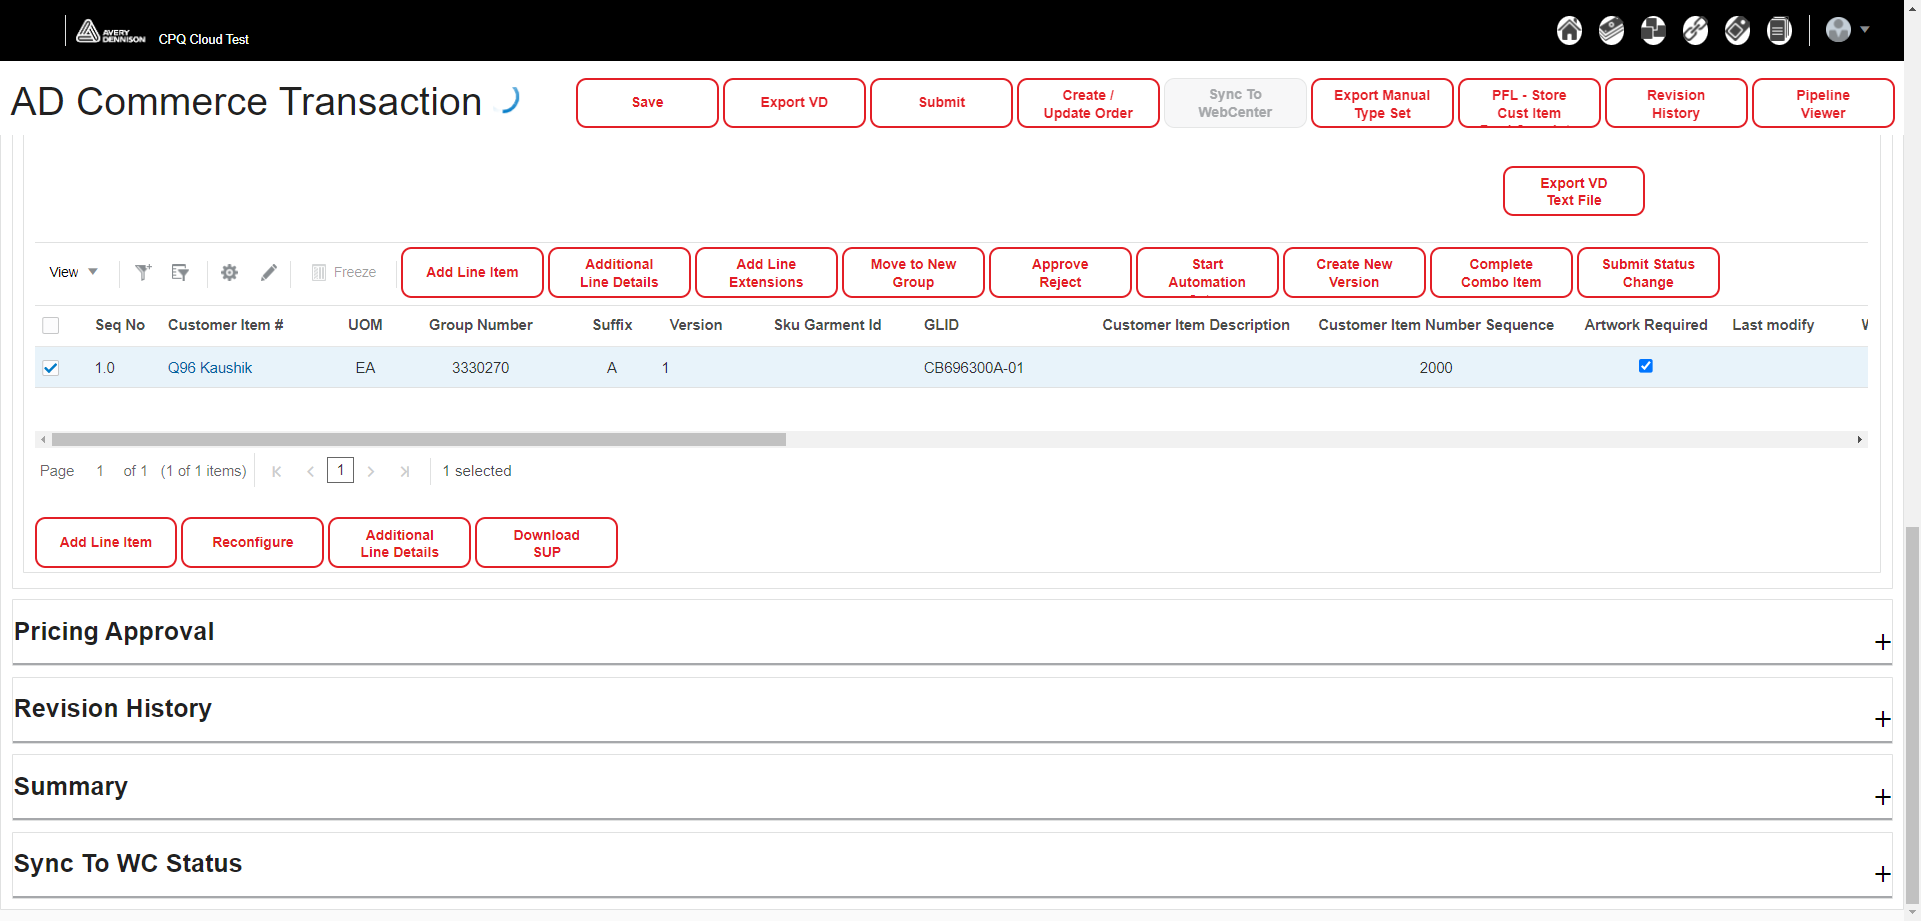 AVERY
DENNISON
CPQ Cloud Test
AD Commerce Transaction
Save
Export VD
Submit
Create /
Update Order
Sync To
WebCenter
Export Manual
Type Set
PFL - Store
Cust Item
Revision
History
Pipeline
Viewer
Export VD
Text File
View
Freeze
Add Line Item
Additional
Line Details
Add Line
Extensions
Move to New
Group
Approve
Reject
Start
Automation
Create New
Version
Complete
Combo Item
Submit Status
Change
Seq No Customer Item # UOM Group Number Suffix Version Sku Garment Id GLID Customer Item Description Customer Item Number Sequence Artwork Required Last modify
1.0 Q96 Kaushik EA 3330270 A 1 CB696300A-01 2000
Page 1 of 1 (1 of 1 items) 1 1 selected
Add Line Item
Reconfigure
Additional
Line Details
Download
SUP
Pricing Approval
Revision History
Summary
Sync To WC Status